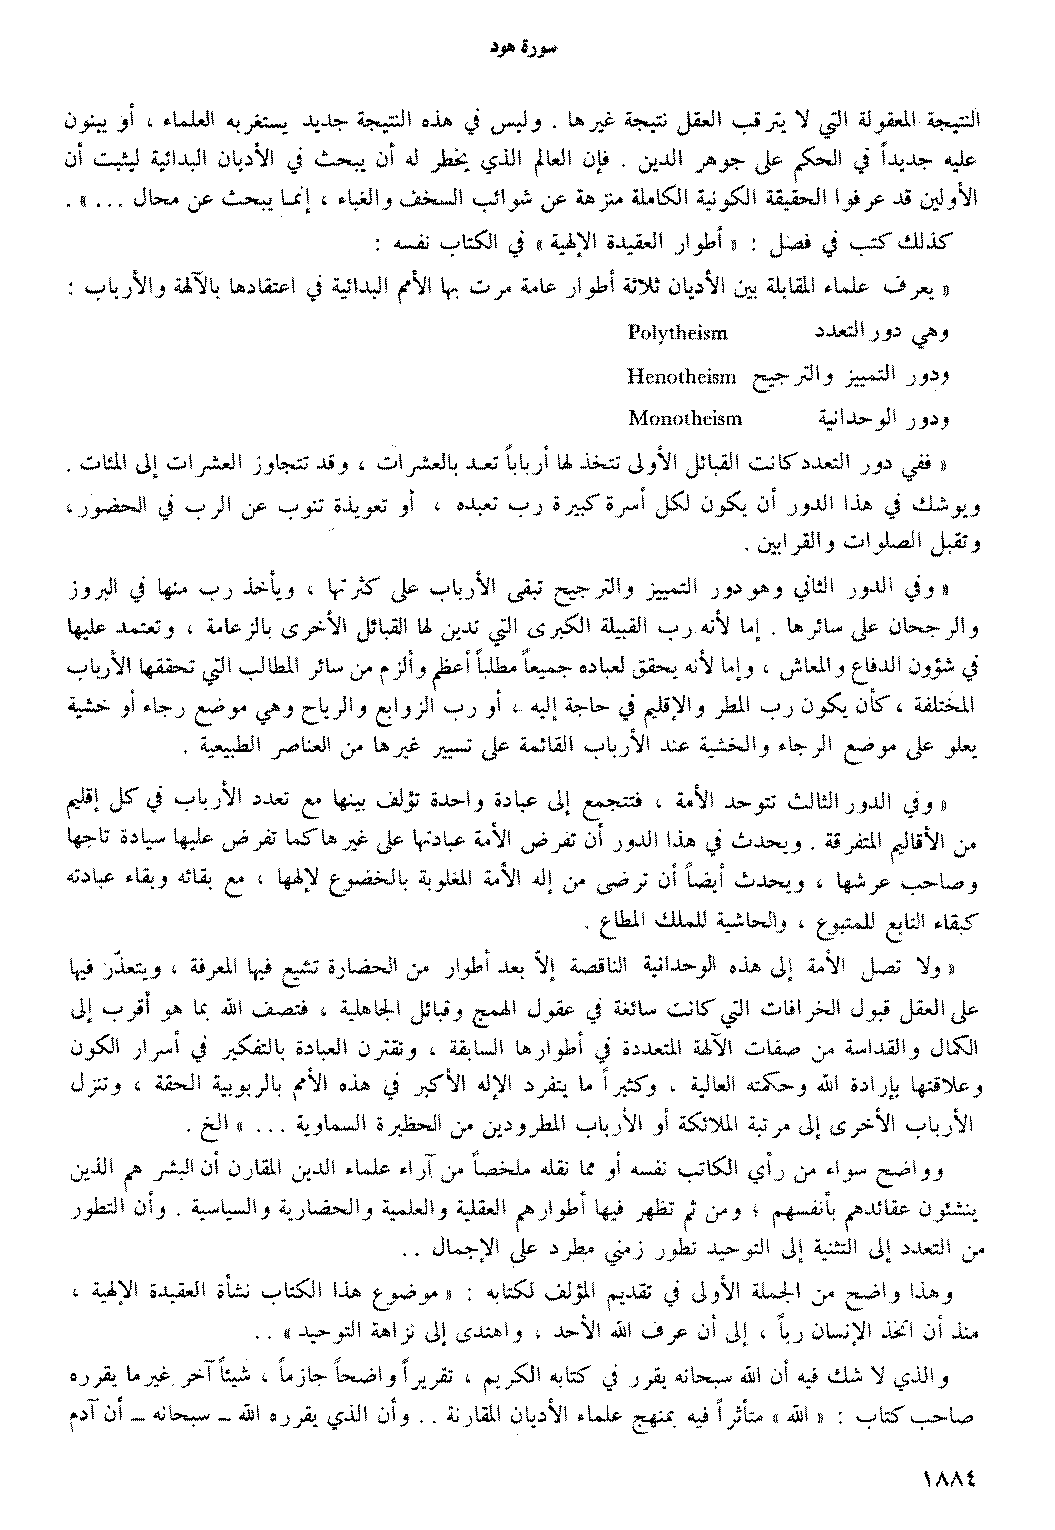 سورة هود
النتيجة المعقولة التي لا يترقب العقل نتيجة غيرها . وليس في هذه النتيجة جديد يستغربه العلماء ، أو يبنون
عليه جديداً في الحكم على جوهر الدين . فإن العالم الذي يخطر له أن يبحث في الأديان البدائية ليثبت أن
الأولين قد عرفوا الحقيقة الكونية الكاملة منزهة عن شوائب السخف والغباء ، إنما يبحث عن محال ... » .
كذلك كتب في فصل : « أطوار العقيدة الإلهية » في الكتاب نفسه :
« يعرف علماء المقابلة بين الأديان ثلاثة أطوار عامة مرت بها الأمم البدائية في اعتقادها بالآلهة والأرباب :
وهي دور التعدد Polytheism
ودور التمييز والترجيح Henotheism
ودور الوحدانية Monotheism
« ففي دور التعدد كانت القبائل الأولى تتخذ لها أرباباً تعد بالعشرات ، وقد تتجاوز العشرات إلى المئات .
ويوشك في هذا الدور أن يكون لكل أسرة كبيرة رب تعبده ، أو تعويذة تنوب عن الرب في الحضور ،
وتقبل الصلوات والقرابين .
« وفي الدور الثاني وهو دور التمييز والترجيح تبقى الأرباب على كثرتها ، ويأخذ رب منها في البروز
والرجحان على سائرها . إما لأنه رب القبيلة الكبرى التي تدين لها القبائل الأخرى بالزعامة ، وتعتمد عليها
في شؤون الدفاع والمعاش ، وإما لأنه يحقق لعباده جميعاً مطلباً أعظم وألزم من سائر المطالب التي تحققها الأرباب
المختلفة ، كأن يكون رب المطر والإقليم في حاجة إليه ، أو رب الزوابع والرياح وهي موضع رجاء أو خشية
يعلو على موضع الرجاء والخشية عند الأرباب القائمة على تسيير غيرها من العناصر الطبيعية .
« وفي الدور الثالث تتوحد الأمة ، فتتجمع إلى عبادة واحدة تؤلف بينها مع تعدد الأرباب في كل إقليم
من الأقاليم المتفرقة . ويحدث في هذا الدور أن تفرض الأمة عبادتها على غيرها كما تفرض عليها سيادة تاجها
وصاحب عرشها ، ويحدث أيضاً أن ترضى من إله الأمة المغلوبة بالخضوع لإلهها ، مع بقائه وبقاء عبادته
كبقاء التابع للمتبوع ، والحاشية للملك المطاع .
« ولا تصل الأمة إلى هذه الوحدانية الناقصة إلاّ بعد أطوار من الحضارة تشيع فيها المعرفة ، ويتعذّر فيها
على العقل قبول الخرافات التي كانت سائغة في عقول الهمج وقبائل الجاهلية ، فتصف الله بما هو أقرب إلى
الكمال والقداسة من صفات الآلهة المتعددة في أطوارها السابقة ، وتقترن العبادة بالتفكير في أسرار الكون
وعلاقتها بإرادة الله وحكمته العالية ، وكثيراً ما يتفرد الإله الأكبر في هذه الأمم بالربوبية الحقة ، وتنزل
الأرباب الأخرى إلى مرتبة الملائكة أو الأرباب المطرودين من الحظيرة السماوية ... » الخ .
وواضح سواء من رأي الكاتب نفسه أو مما نقله ملخصاً من آراء علماء الدين المقارن أن البشر هم الذين
ينشئون عقائدهم بأنفسهم ؛ ومن ثم تظهر فيها أطوارهم العقلية والعلمية والحضارية والسياسية . وأن التطور
من التعدد إلى التثنية إلى التوحيد تطور زمني مطرد على الإجمال ..
وهذا واضح من الجملة الأولى في تقديم المؤلف لكتابه : « موضوع هذا الكتاب نشأة العقيدة الإلهية ،
منذ أن اتخذ الإنسان رباً ، إلى أن عرف الله الأحد ، واهتدى إلى نزاهة التوحيد » ..
والذي لا شك فيه أن الله سبحانه يقرر في كتابه الكريم ، تقريراً واضحاً جازماً ، شيئاً آخر غير ما يقرره
صاحب كتاب : « الله » متأثراً فيه بمنهج علماء الأديان المقارنة .. وأن الذي يقرره الله – سبحانه – أن آدم
١٨٨٤